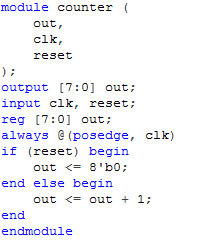 module counter (
    out,
    clk,
    reset
);
output [7:0] out;
input clk, reset;
reg [7:0] out;
always @(posedge, clk)
if (reset) begin
    out <= 8'b0;
end else begin
    out <= out + 1;
end
endmodule